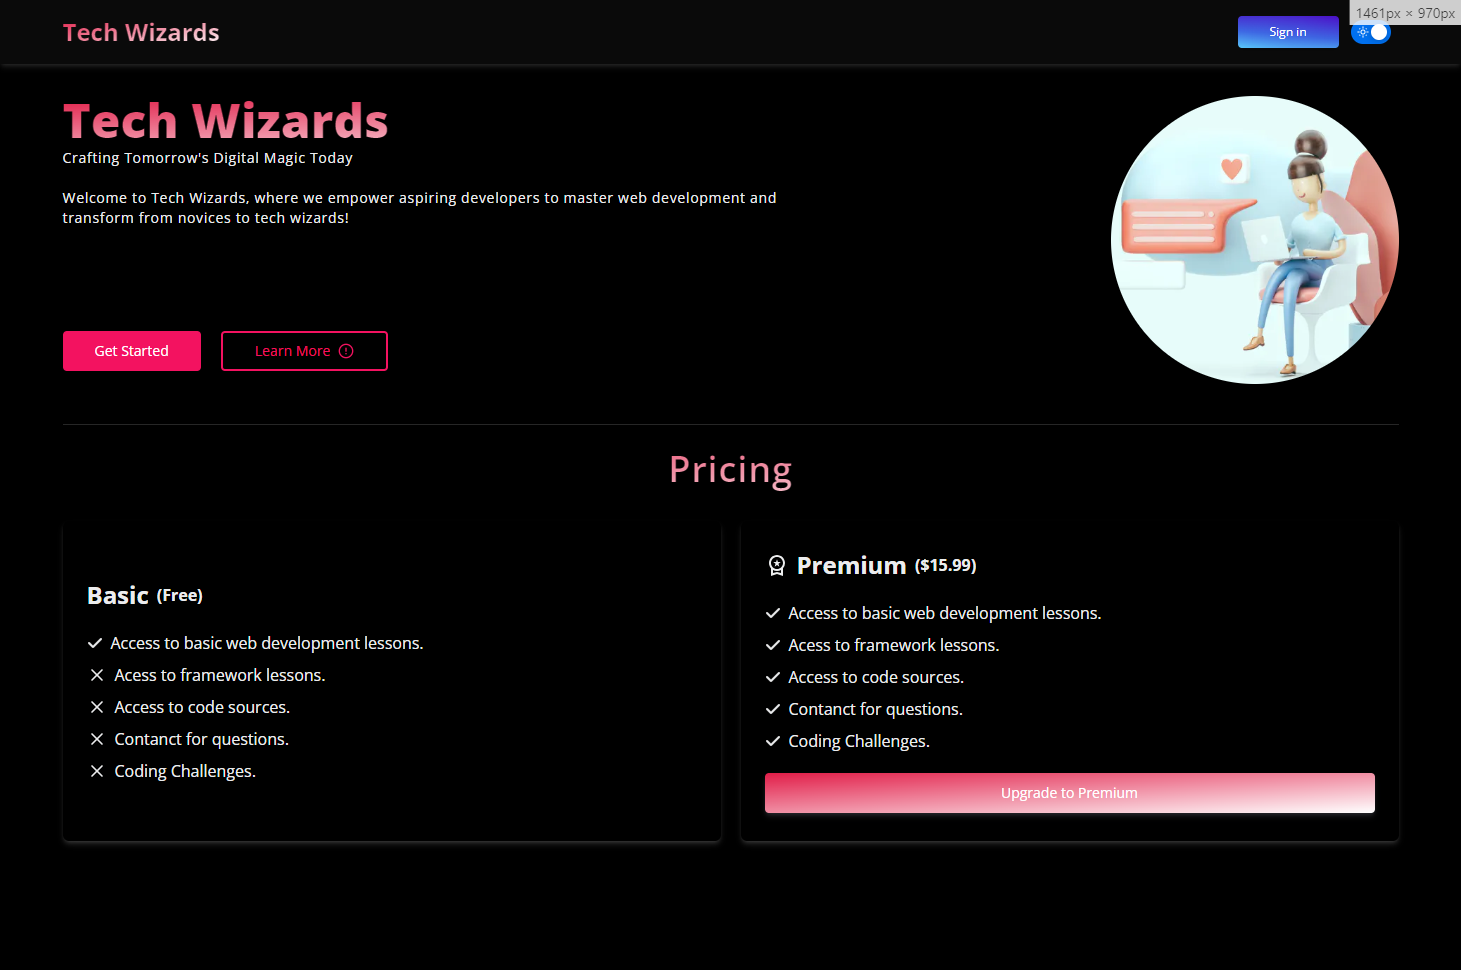 Tech Wizards
Sign in
1461px × 970px
Tech Wizards
Crafting Tomorrow's Digital Magic Today
Welcome to Tech Wizards, where we empower aspiring developers to master web development and
transform from novices to tech wizards!
Get Started
Learn More
Pricing
Basic (Free)
Access to basic web development lessons.
Acess to framework lessons.
Access to code sources.
Contanct for questions.
Coding Challenges.
Premium ($15.99)
Access to basic web development lessons.
Acess to framework lessons.
Access to code sources.
Contanct for questions.
Coding Challenges.
Upgrade to Premium